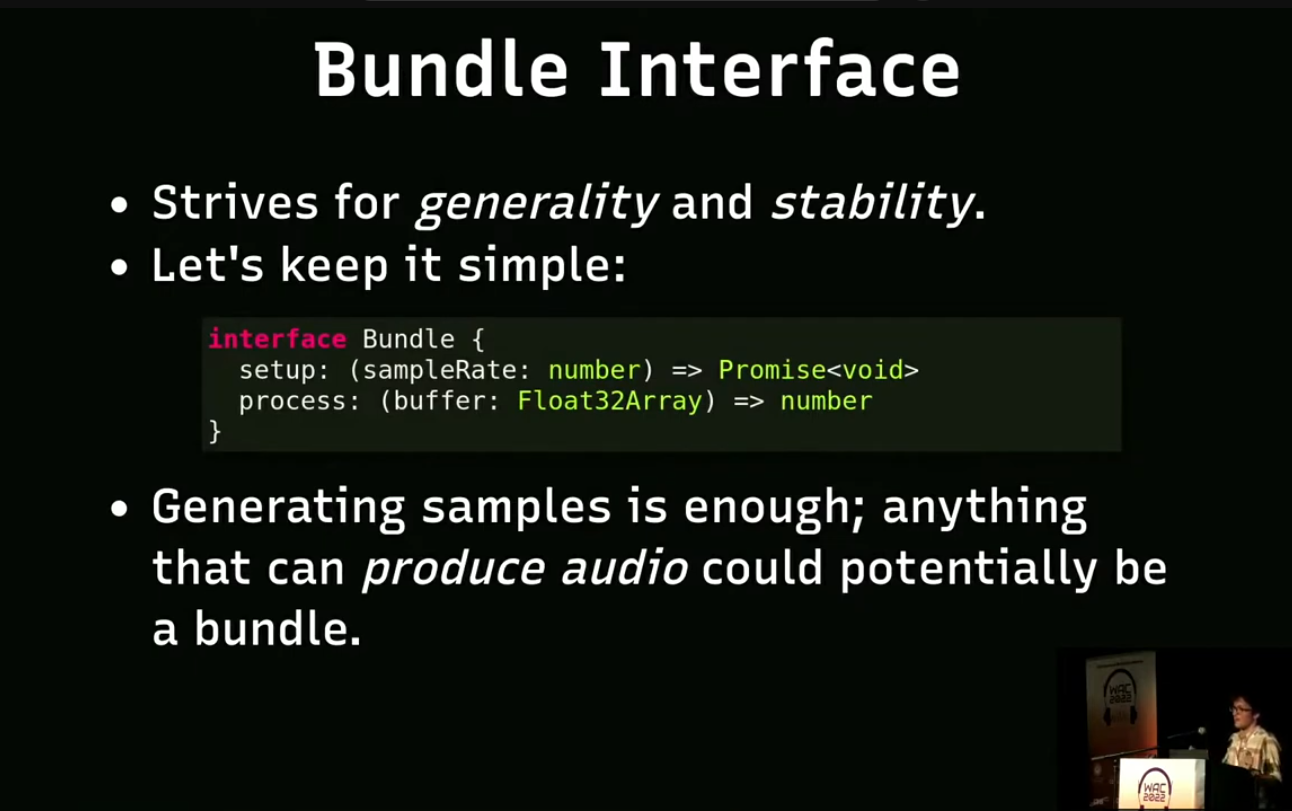 Bundle Interface
• Strives for generality and stability.
• Let's keep it simple:
interface Bundle {
  setup: (sampleRate: number) => Promise<void>
  process: (buffer: Float32Array) => number
}
• Generating samples is enough; anything
that can produce audio could potentially be
a bundle.
WAC
2022
WAC
2022